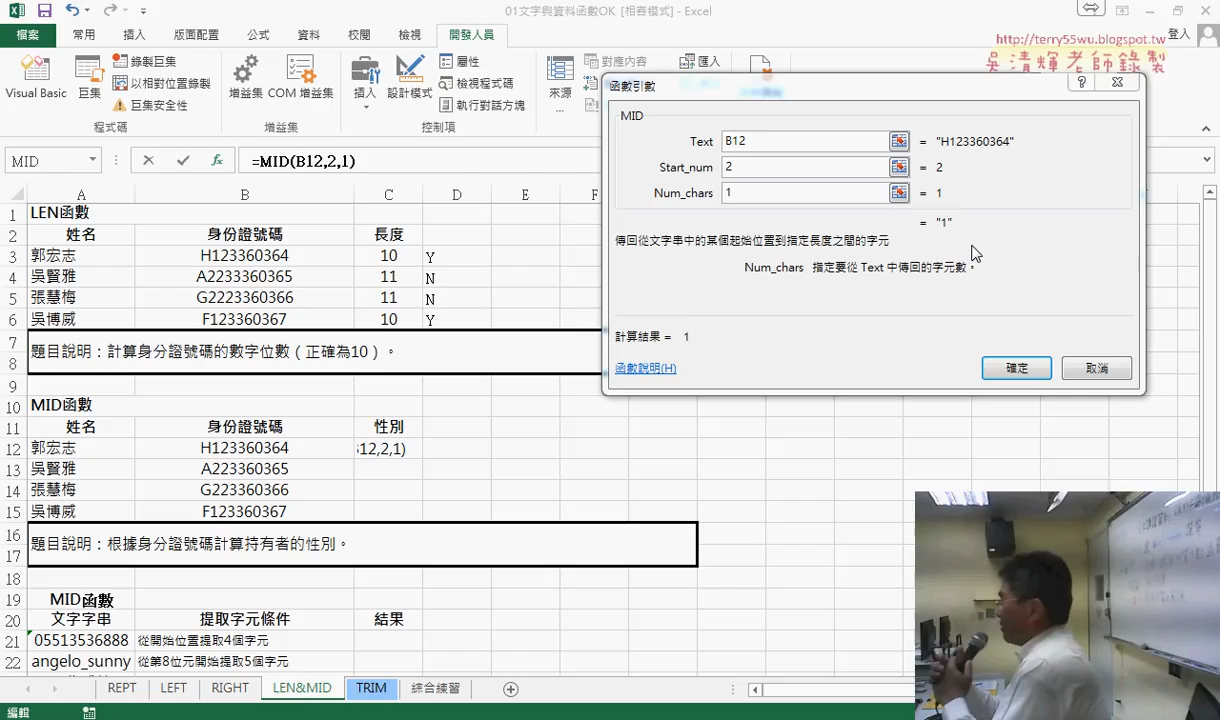 01文字與資料函數OK [相容模式] - Excel
登入
http://terry55wu.blogspot.tw
吳清輝老師錄製
檔案 常用 插入 版面配置 公式 資料 校閱 檢視 開發人員
Visual Basic 巨集 錄製巨集 以相對位置錄製 巨集安全性
程式碼
增益集 COM 增益集
增益集
插入 設計模式 屬性 檢視程式碼 執行對話方塊
控制項
來源 對應內容 匯入
MID =MID(B12,2,1)
函數引數
MID
Text B12 = "H123360364"
Start_num 2 = 2
Num_chars 1 = 1
= "1"
傳回從文字串中的某個起始位置到指定長度之間的字元
Num_chars 指定要從 Text 中傳回的字元數。
計算結果 = 1
函數說明(H) 確定 取消
A B C D E F
1 LEN函數
2 姓名 身份證號碼 長度
3 郭宏志 H123360364 10 Y
4 吳賢雅 A2233360365 11 N
5 張慧梅 G2223360366 11 N
6 吳博威 F123360367 10 Y
7
題目說明：計算身分證號碼的數字位數（正確為10）。
8
9
10 MID函數
11 姓名 身份證號碼 性別
12 郭宏志 H123360364 12,2,1)
13 吳賢雅 A223360365
14 張慧梅 G223360366
15 吳博威 F123360367
16
題目說明：根據身分證號碼計算持有者的性別。
17
18
19 MID函數
20 文字字串 提取字元條件 結果
21 05513536888 從開始位置提取4個字元
22 angelo_sunny 從第8位元開始提取5個字元
REPT LEFT RIGHT LEN&MID TRIM 綜合練習
編輯